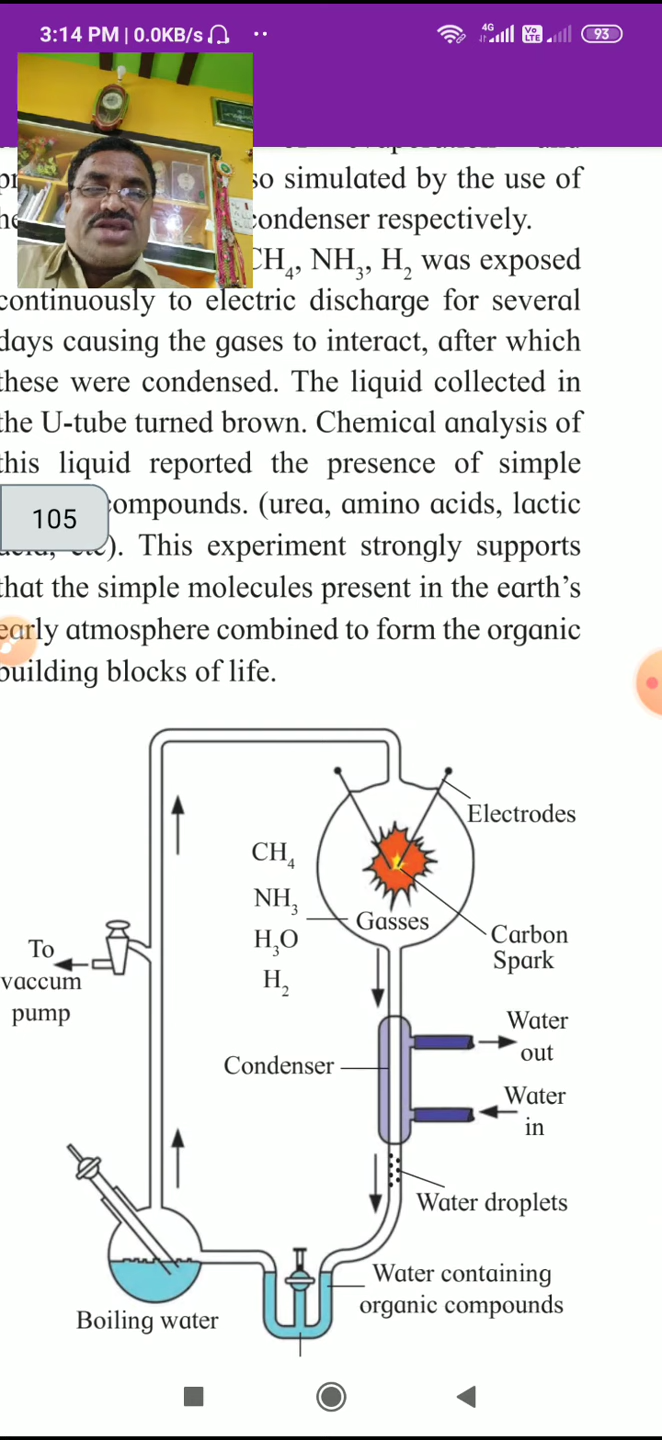 3:14 PM | 0.0KB/s
4G
Vo
LTE
93
so simulated by the use of
condenser respectively.
CH₄, NH₃, H₂ was exposed
continuously to electric discharge for several
days causing the gases to interact, after which
these were condensed. The liquid collected in
the U-tube turned brown. Chemical analysis of
this liquid reported the presence of simple
compounds. (urea, amino acids, lactic
105
etc). This experiment strongly supports
that the simple molecules present in the earth’s
early atmosphere combined to form the organic
building blocks of life.
Electrodes
CH₄
NH₃
H₃O
H₂
Gasses
Carbon
Spark
To
vaccum
pump
Water
out
Condenser
Water
in
Water droplets
Water containing
organic compounds
Boiling water